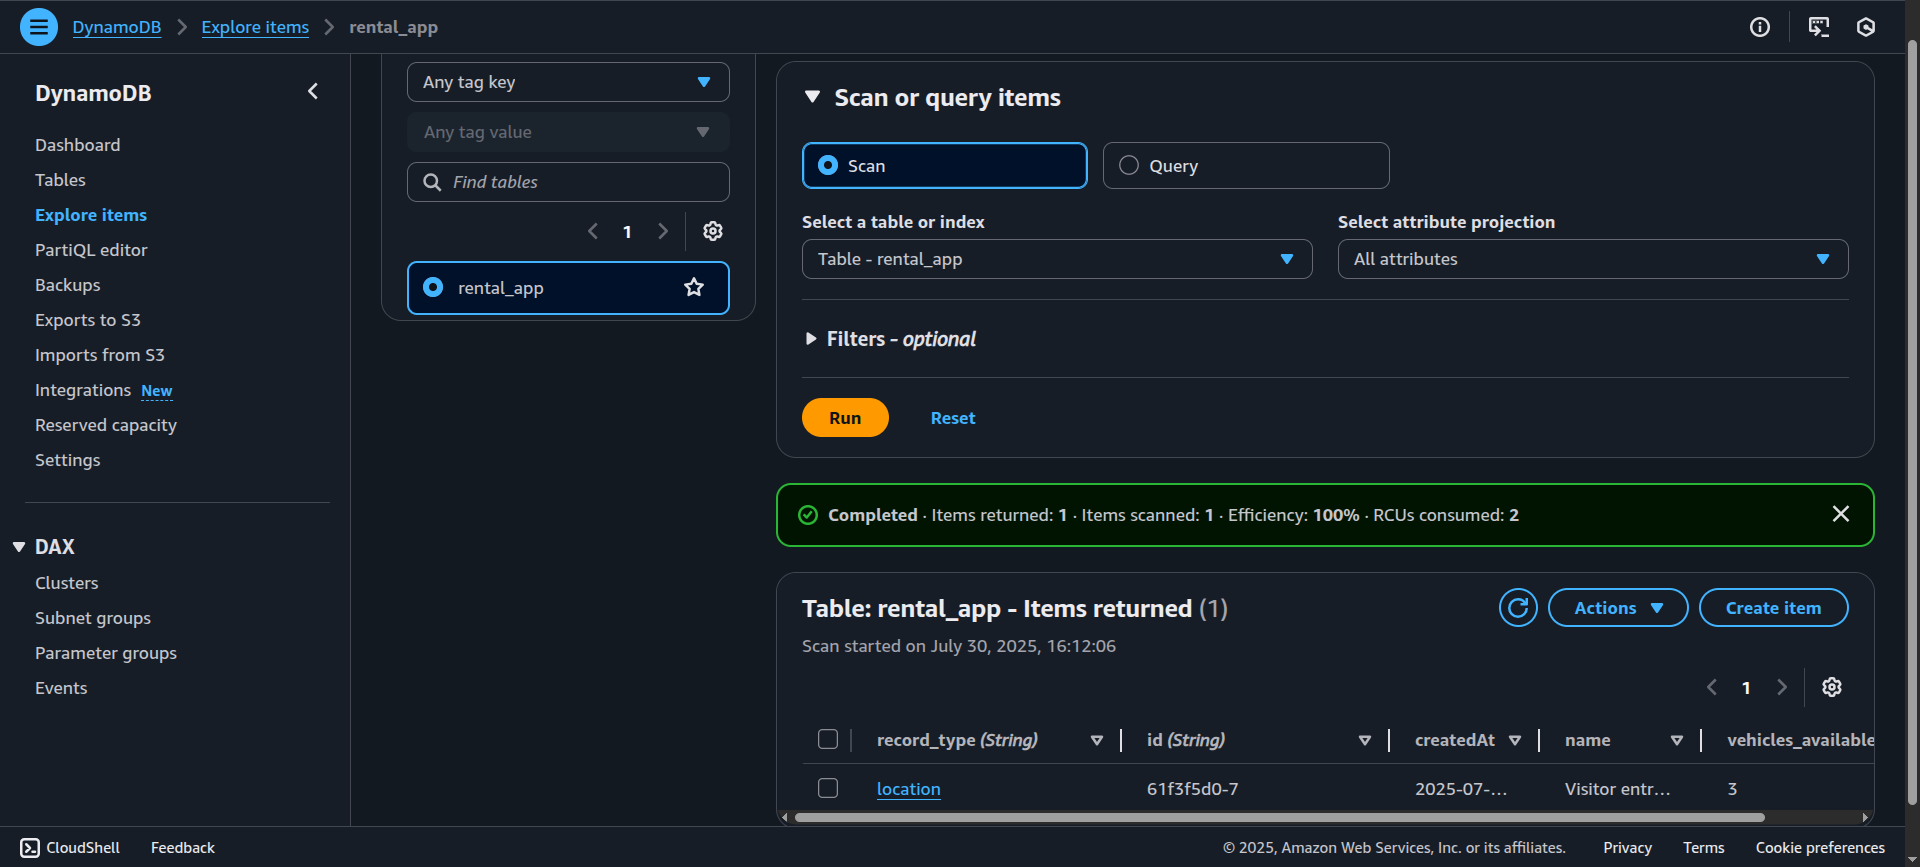 DynamoDB > Explore items > rental_app
DynamoDB
Dashboard
Tables
Explore items
PartiQL editor
Backups
Exports to S3
Imports from S3
Integrations New
Reserved capacity
Settings
DAX
Clusters
Subnet groups
Parameter groups
Events
Any tag key
Any tag value
Find tables
1
rental_app
Scan or query items
Scan
Query
Select a table or index
Table - rental_app
Select attribute projection
All attributes
Filters - optional
Run
Reset
Completed · Items returned: 1 · Items scanned: 1 · Efficiency: 100% · RCUs consumed: 2
Table: rental_app - Items returned (1)
Scan started on July 30, 2025, 16:12:06
Actions
Create item
1
record_type (String) id (String) createdAt name vehicles_available
location 61f3f5d0-7 2025-07-... Visitor entr... 3
CloudShell Feedback
© 2025, Amazon Web Services, Inc. or its affiliates. Privacy Terms Cookie preferences